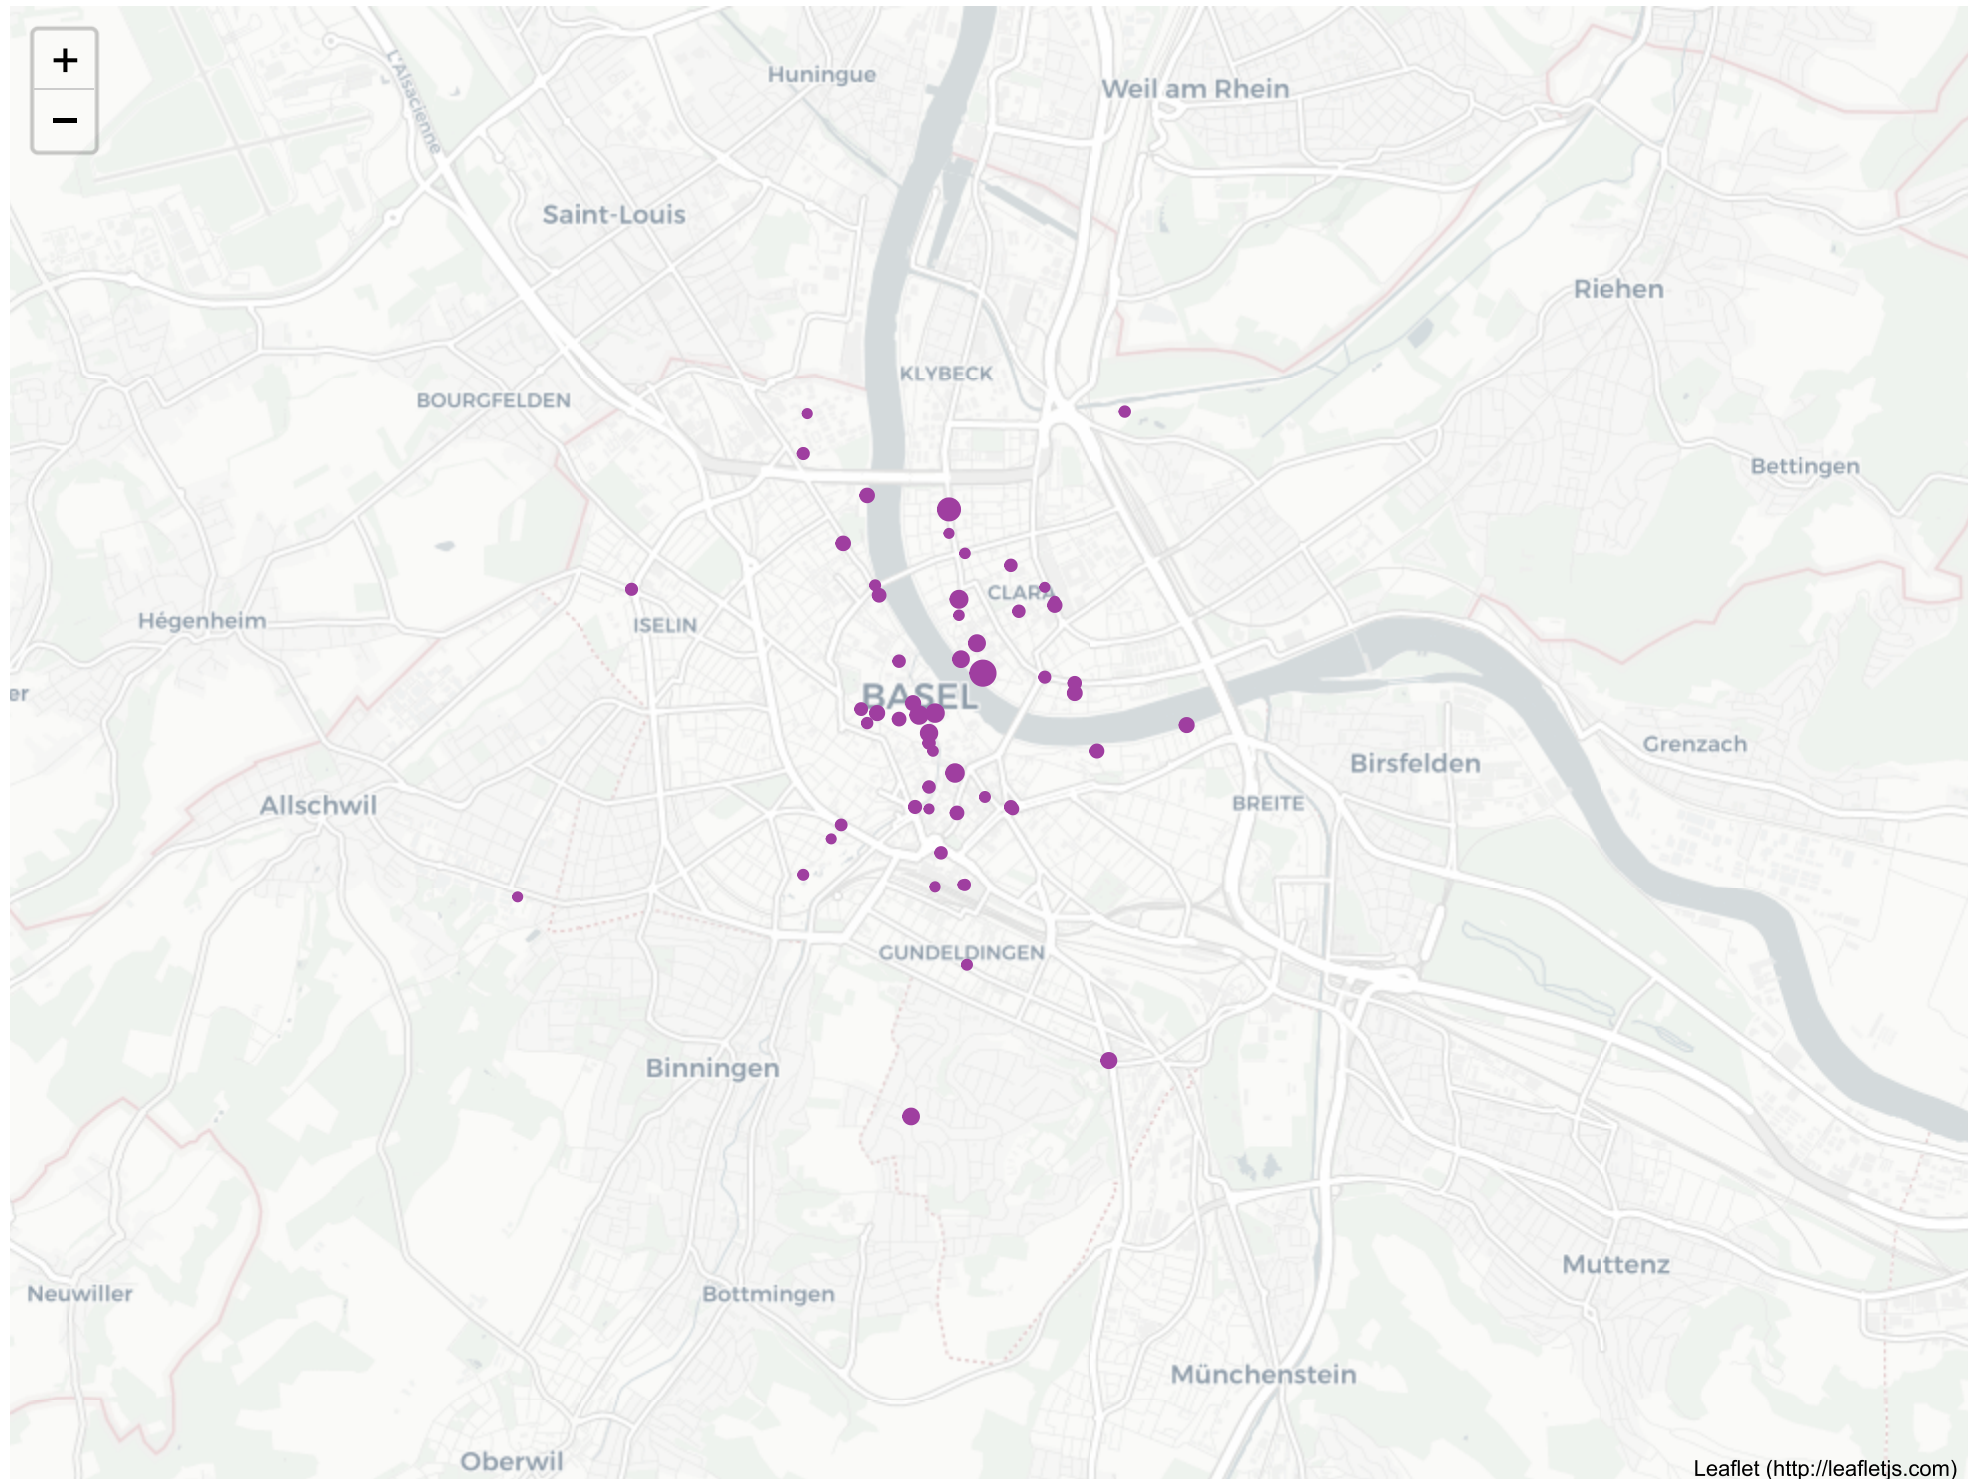 +
−
L'Alsacienne
Huningue
Weil am Rhein
Saint-Louis
Riehen
KLYBECK
BOURGFELDEN
Bettingen
CLARA
Hégenheim
ISELIN
er
BASEL
Grenzach
Birsfelden
Allschwil
BREITE
GUNDELDINGEN
Binningen
Muttenz
Neuwiller
Bottmingen
Münchenstein
Oberwil
Leaflet (http://leafletjs.com)